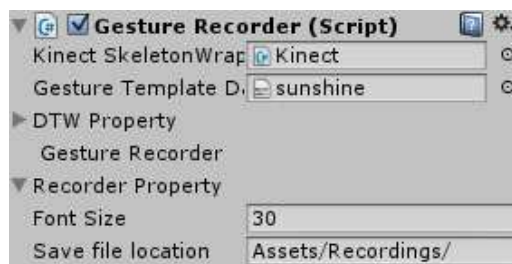 Gesture Recorder (Script)
Kinect SkeletonWrap Kinect
Gesture Template D sunshine
DTW Property
Gesture Recorder
Recorder Property
Font Size 30
Save file location Assets/Recordings/